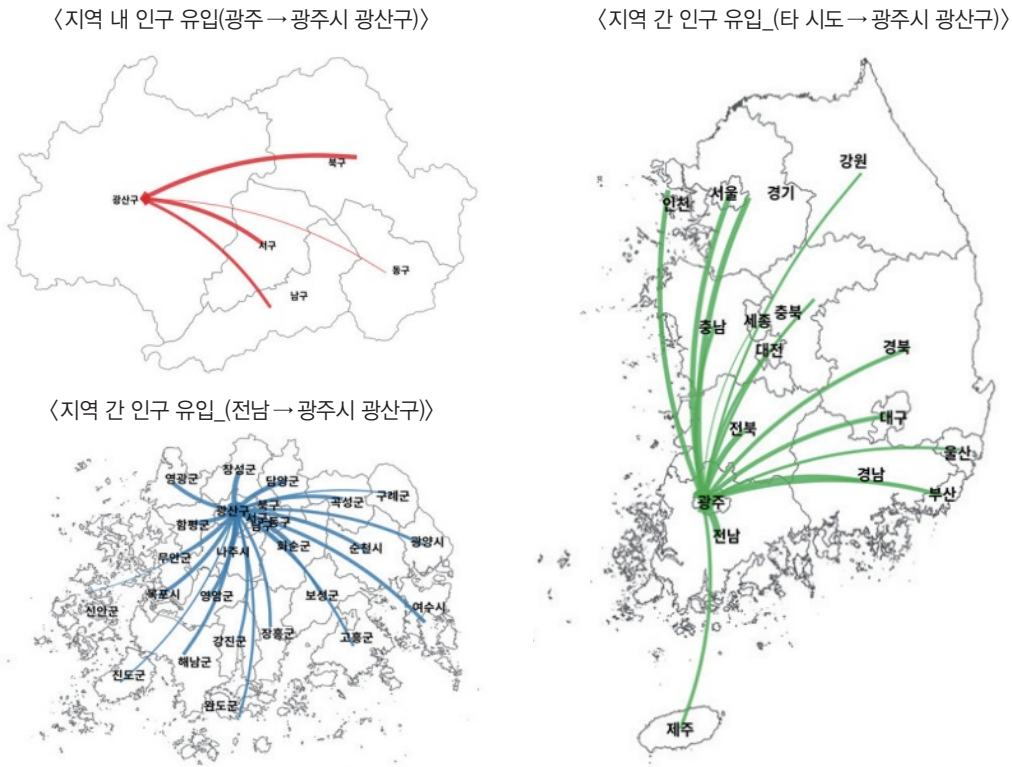 〈지역 내 인구 유입(광주→광주시 광산구)〉
북구
광산구
서구
동구
남구
〈지역 간 인구 유입_(전남→광주시 광산구)〉
장성군
영광군
담양군
구례군
곡성군
북구
광산구
서구
동구
남구
함평군
광양시
화순군
순천시
나주시
무안군
목포시
영암군
보성군
신안군
여수시
장흥군
강진군
고흥군
해남군
진도군
완도군
〈지역 간 인구 유입_(타 시도→광주시 광산구)〉
강원
서울
경기
인천
충북
세종
충남
대전
경북
대구
전북
울산
경남
부산
광주
전남
제주